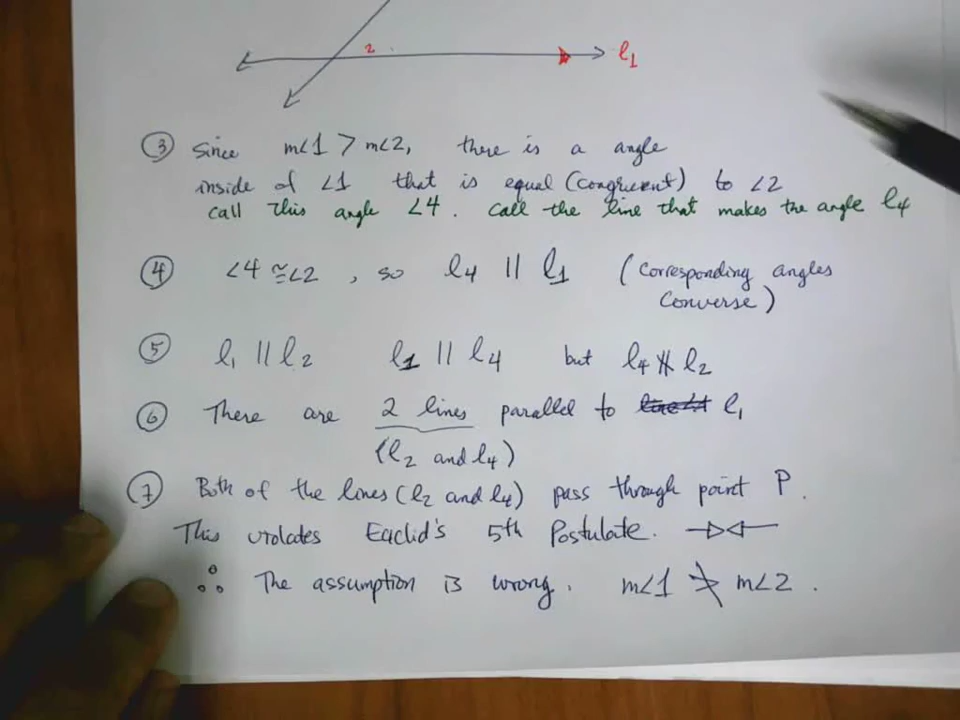 2
l1
③ Since m∠1 > m∠2, there is a angle
inside of ∠1 that is equal (congruent) to ∠2
call this angle ∠4. Call the line that makes the angle l4
④ ∠4 ≅ ∠2, so l4 || l1 (corresponding angles
converse)
⑤ l1 || l2 l1 || l4 but l4 ∦ l2
⑥ There are 2 lines parallel to l1
(l2 and l4)
⑦ Both of the lines (l2 and l4) pass through point P.
This violates Euclid's 5th Postulate. →←
∴ The assumption is wrong. m∠1 ≯ m∠2.